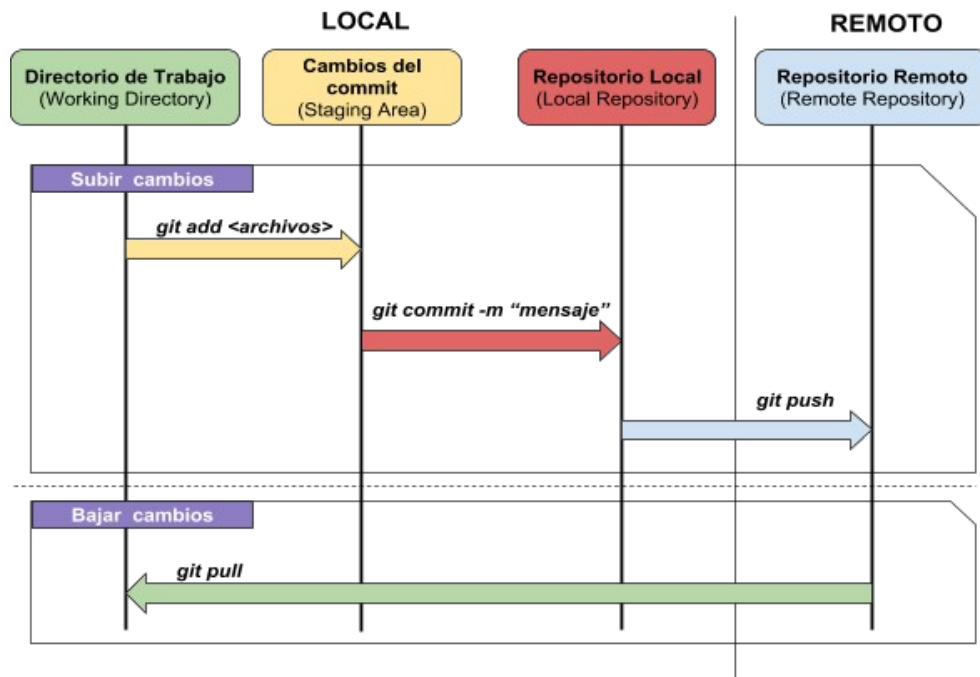 LOCAL
REMOTO
Directorio de Trabajo
(Working Directory)
Cambios del
commit
(Staging Area)
Repositorio Local
(Local Repository)
Repositorio Remoto
(Remote Repository)
Subir cambios
git add <archivos>
git commit -m “mensaje”
git push
Bajar cambios
git pull